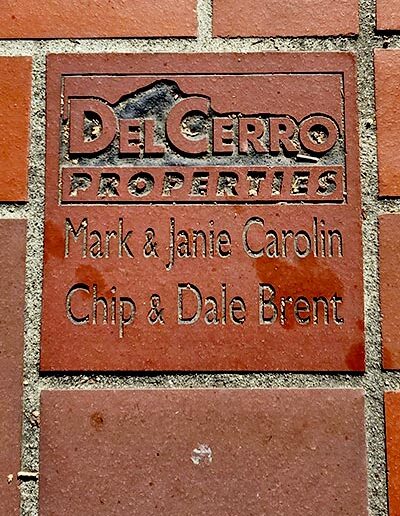 DELCERRO
PROPERTIES
Mark & Janie Carolin
Chip & Dale Brent